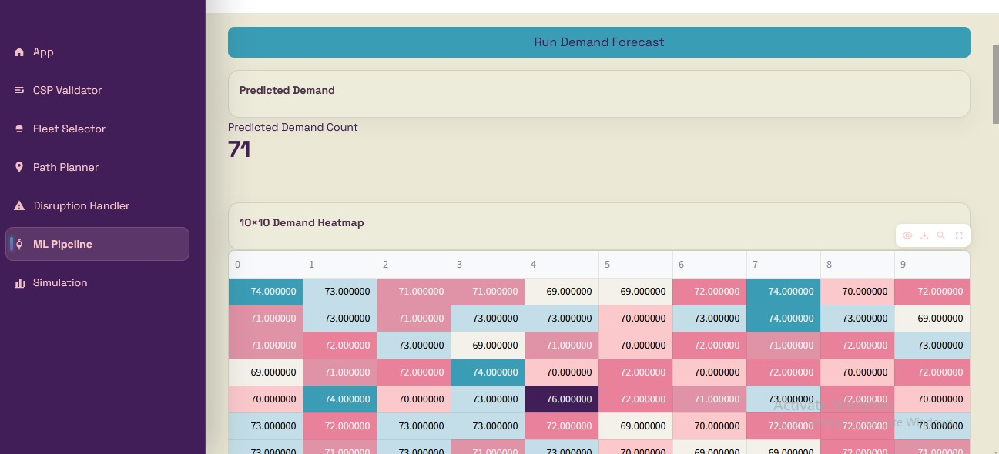 App
CSP Validator
Fleet Selector
Path Planner
Disruption Handler
ML Pipeline
Simulation
Run Demand Forecast
Predicted Demand
Predicted Demand Count
71
10×10 Demand Heatmap
0 1 2 3 4 5 6 7 8 9
74.000000 73.000000 71.000000 71.000000 69.000000 69.000000 72.000000 74.000000 70.000000 72.000000
71.000000 73.000000 71.000000 73.000000 73.000000 70.000000 73.000000 74.000000 73.000000 69.000000
71.000000 72.000000 73.000000 69.000000 71.000000 70.000000 72.000000 71.000000 72.000000 73.000000
69.000000 71.000000 72.000000 74.000000 70.000000 72.000000 70.000000 72.000000 70.000000 72.000000
70.000000 74.000000 70.000000 73.000000 76.000000 72.000000 71.000000 73.000000 72.000000 70.000000
Activate Windows
73.000000 72.000000 73.000000 73.000000 72.000000 69.000000 70.000000 72.000000 72.000000 73.000000
73.000000 71.000000 73.000000 71.000000 73.000000 70.000000 69.000000 69.000000 72.000000 71.000000